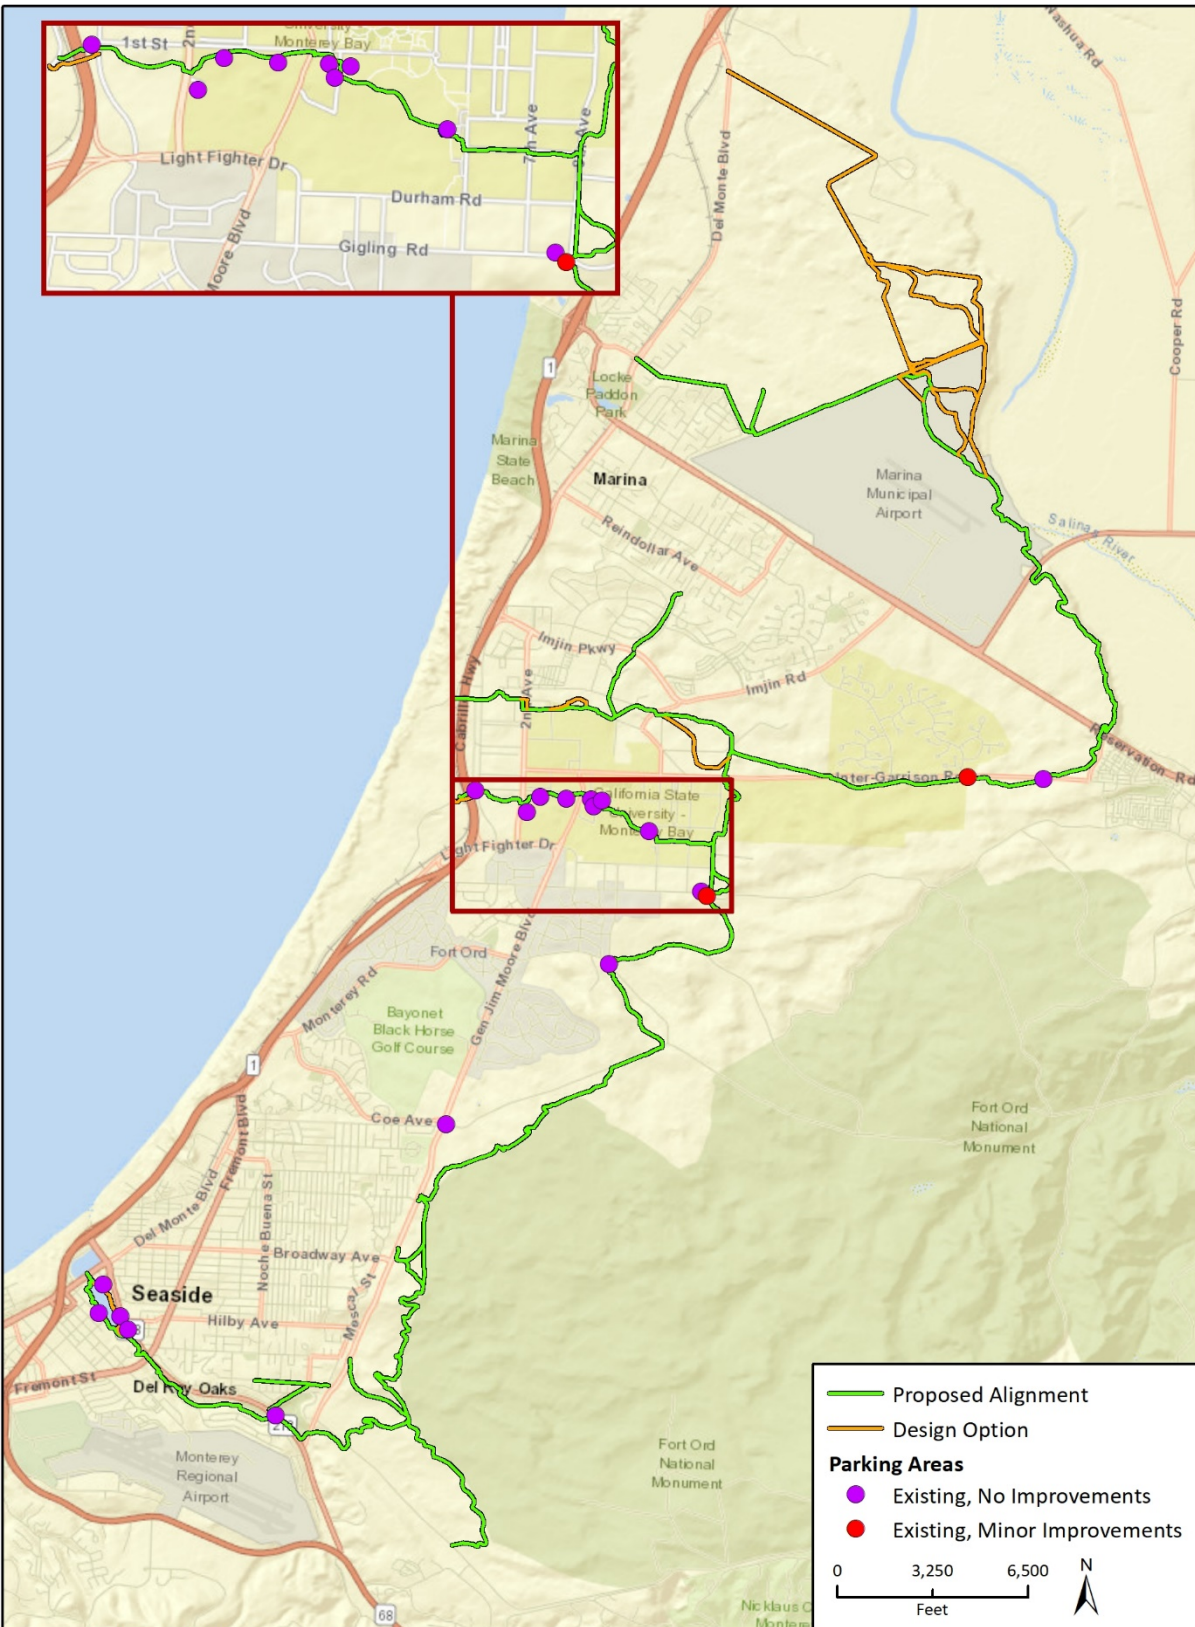 1st St
Monterey Bay
Light Fighter Dr
Durham Rd
Gigling Rd
Moore Blvd
7th Ave
Ave
Nashua Rd
Del Monte Blvd
Cooper Rd
1
Locke
Paddon
Park
Marina
State
Beach
Marina
Marina
Municipal
Airport
Salinas
River
Reindollar Ave
Imjin Pkwy
Imjin Rd
Cabrillo Hwy
2nd Ave
Reservation Rd
Inter-Garrison Rd
California State
University -
Monterey Bay
Light Fighter Dr
Fort Ord
Monterey Rd
Gen Jim Moore Blvd
Bayonet
Black Horse
Golf Course
1
Coe Ave
Fort Ord
National
Monument
Fremont Blvd
Del Monte Blvd
Noche Buena St
Broadway Ave
Mescal St
Seaside
Hilby Ave
Fremont St
Del Rey Oaks
Monterey
Regional
Airport
Fort Ord
National
Monument
68
Nicklaus
Proposed Alignment
Design Option
Parking Areas
Existing, No Improvements
Existing, Minor Improvements
0 3,250 6,500
Feet
N